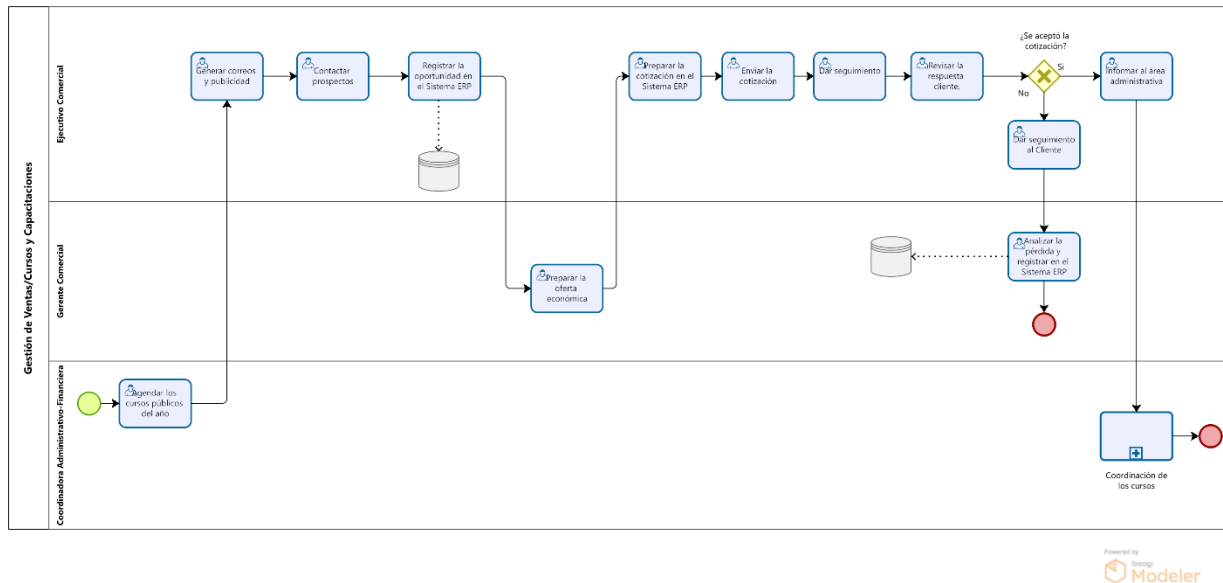 Gestión de Ventas/Cursos y Capacitaciones
Ejecutivo Comercial
Generar correos
y publicidad
Contactar
prospectos
Registrar la
oportunidad en
el Sistema ERP
Preparar la
cotización en el
Sistema ERP
Enviar la
cotización
Dar seguimiento
Revisar la
respuesta
cliente.
¿Se aceptó la
cotización?
Si
No
Informar al área
administrativa
Dar seguimiento
al Cliente
Gerente Comercial
Preparar la
oferta
económica
Analizar la
pérdida y
registrar en el
Sistema ERP
Coordinadora Administrativo-Financiera
Agendar los
cursos públicos
del año
Coordinación de
los cursos
Powered by
bizagi
Modeler